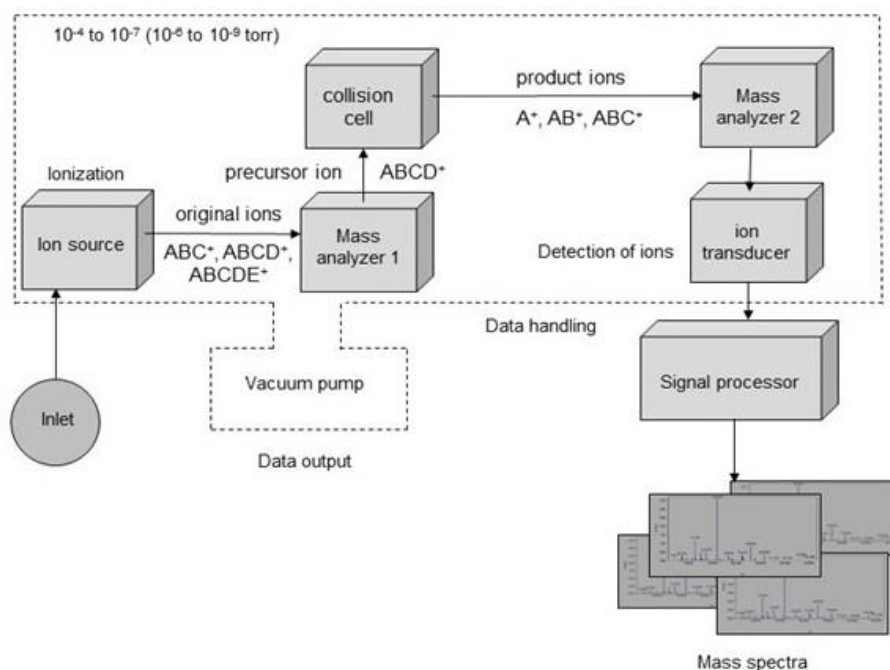 10⁻⁴ to 10⁻⁷ (10⁻⁶ to 10⁻⁹ torr)
collision
cell
product ions
A⁺, AB⁺, ABC⁺
Mass
analyzer 2
Ionization
precursor ion
ABCD⁺
Ion source
original ions
ABC⁺, ABCD⁺,
ABCDE⁺
Mass
analyzer 1
Detection of ions
ion
transducer
Data handling
Vacuum pump
Signal processor
Inlet
Data output
Mass spectra